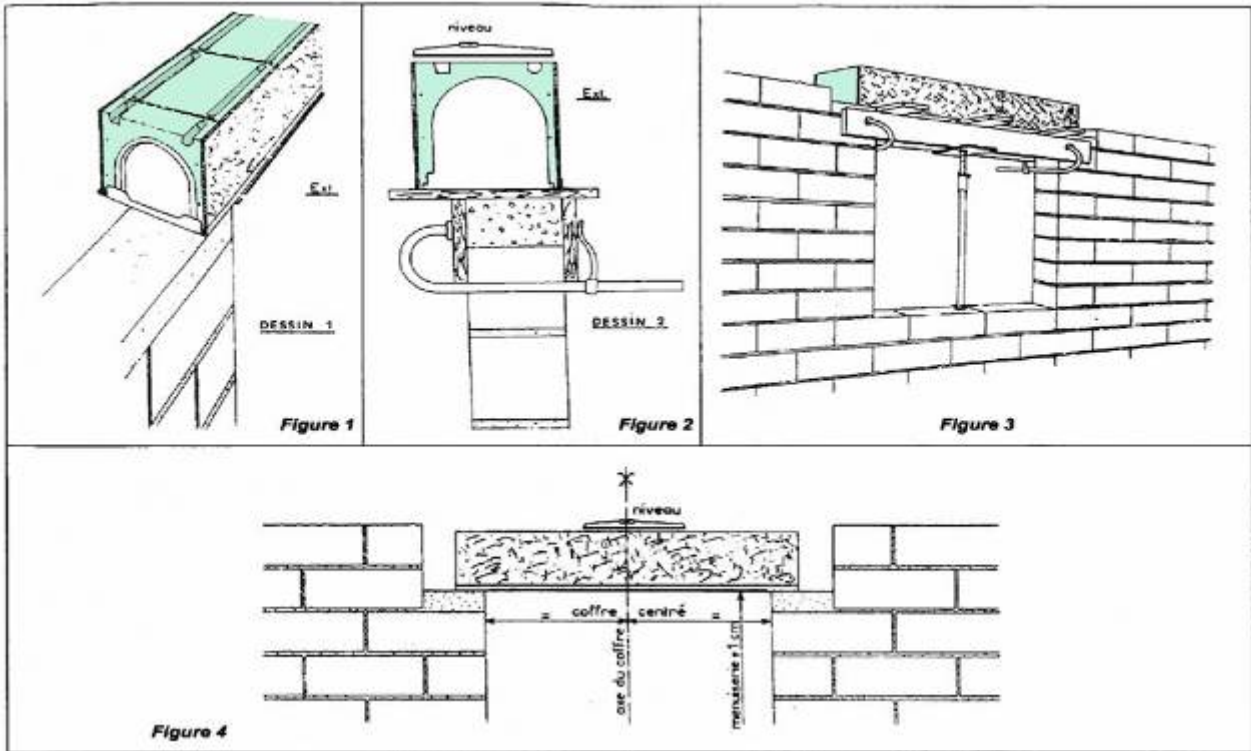 Ext.
DESSIN 1
Figure 1
niveau
Ext.
DESSIN 2
Figure 2
Figure 3
niveau
= coffre centré =
axe du coffre
menuiserie + 1 cm
Figure 4